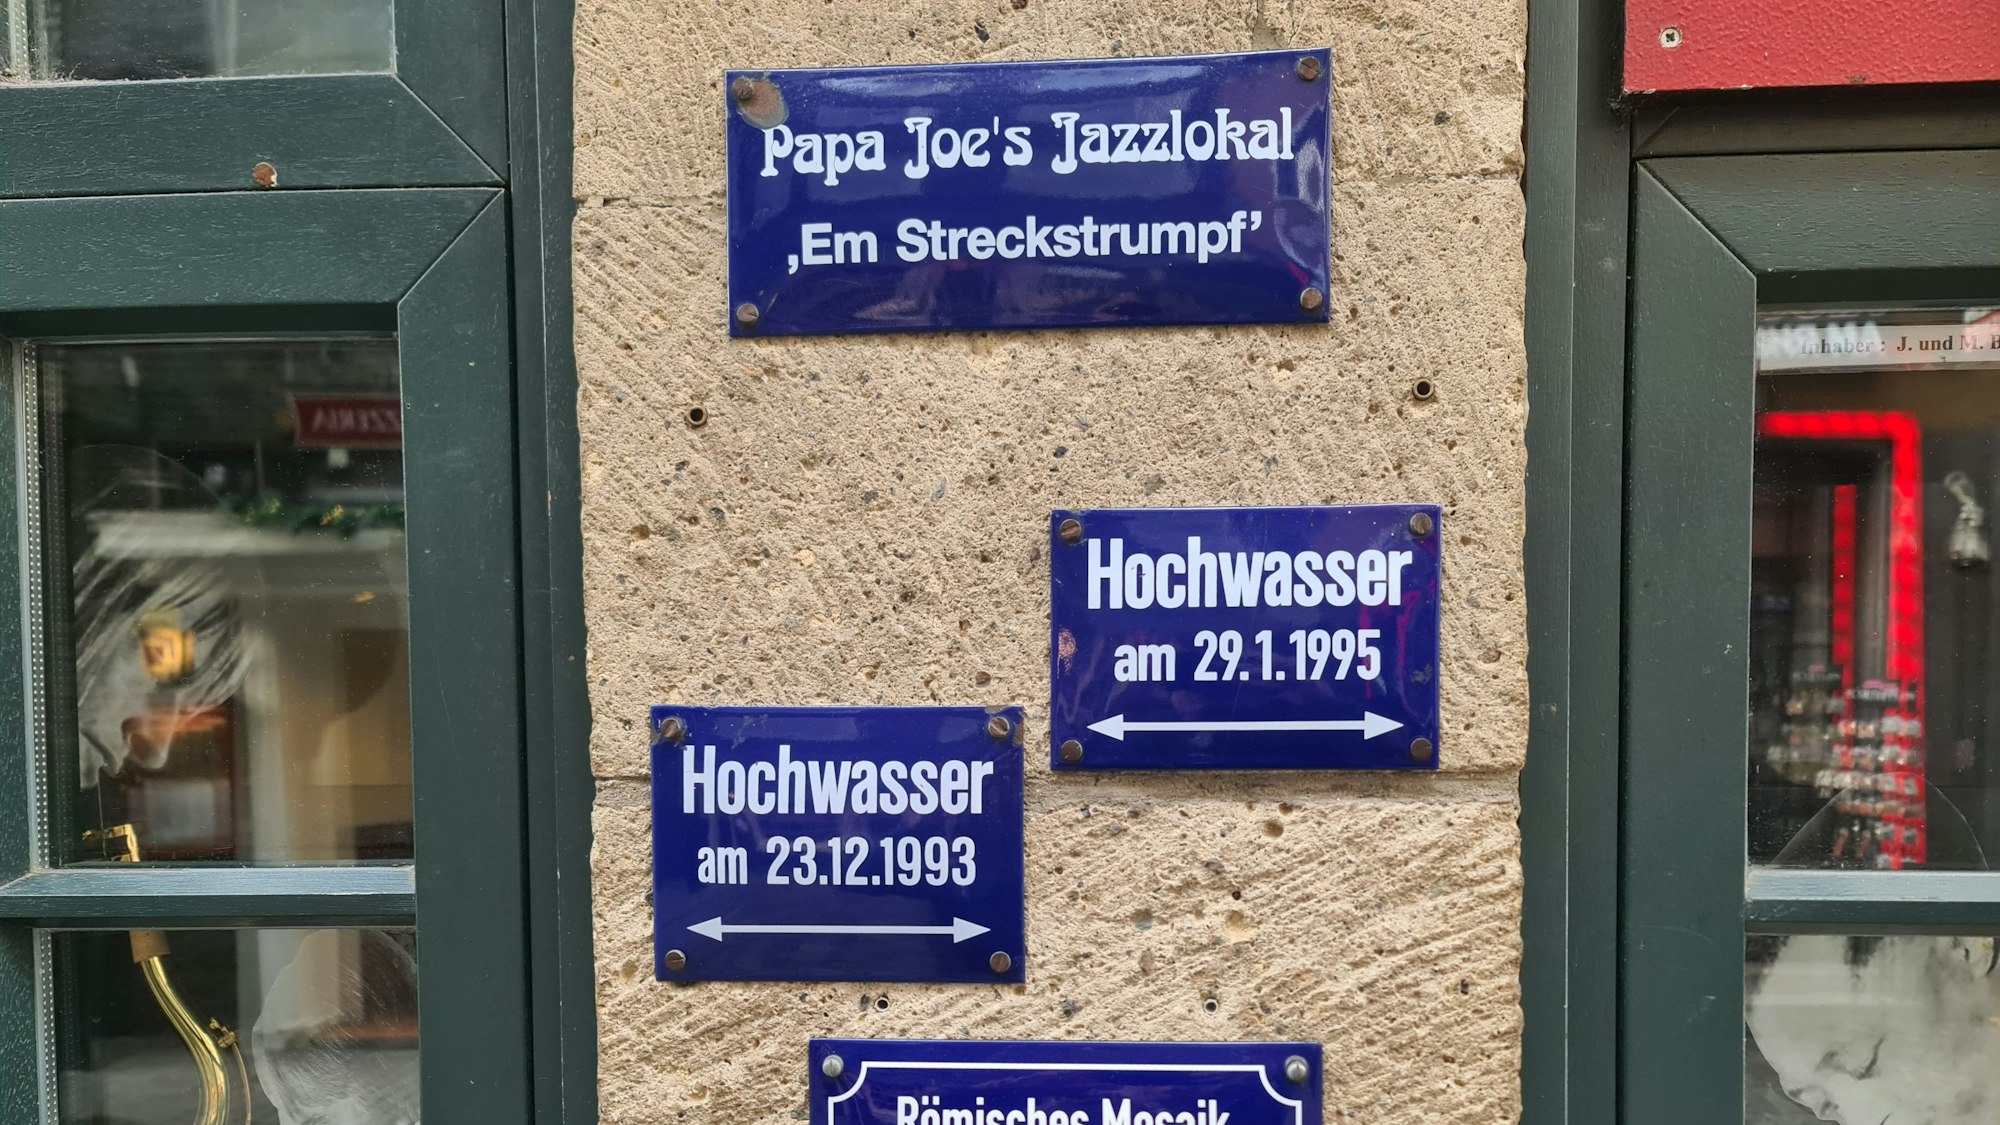 Papa Joe's Jazzlokal
‚Em Streckstrumpf’
Inhaber: J. und M. B
PIZZERIA
Hochwasser
am 29.1.1995
Hochwasser
am 23.12.1993
Römisches Mosaik